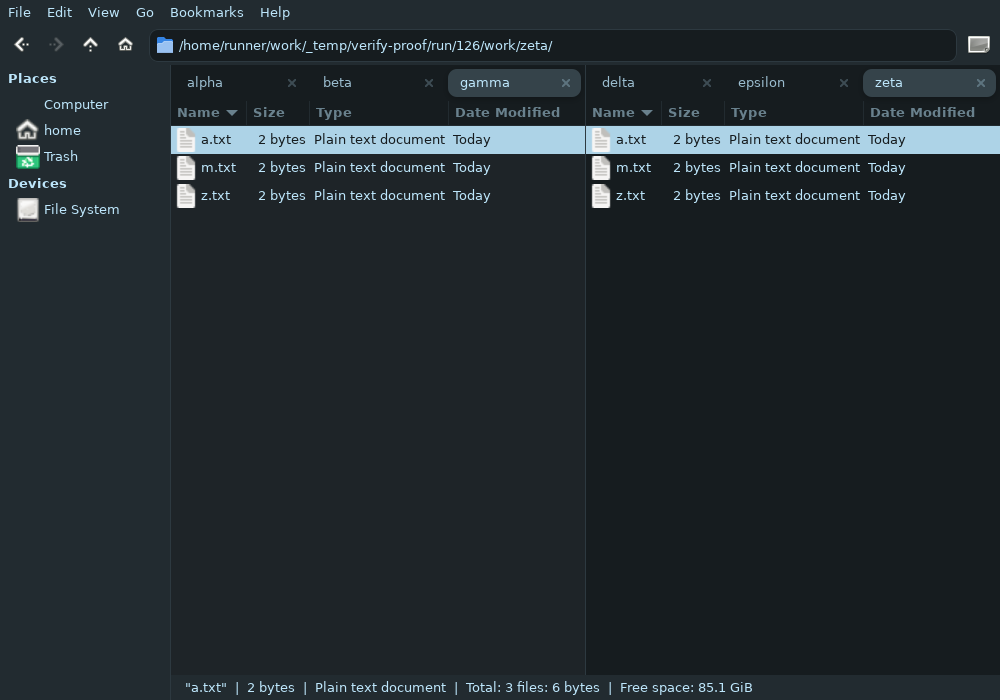 File Edit View Go Bookmarks Help
/home/runner/work/_temp/verify-proof/run/126/work/zeta/
Places
Computer
home
Trash
Devices
File System
alpha beta gamma
Name Size Type Date Modified
a.txt 2 bytes Plain text document Today
m.txt 2 bytes Plain text document Today
z.txt 2 bytes Plain text document Today
delta epsilon zeta
Name Size Type Date Modified
a.txt 2 bytes Plain text document Today
m.txt 2 bytes Plain text document Today
z.txt 2 bytes Plain text document Today
"a.txt" | 2 bytes | Plain text document | Total: 3 files: 6 bytes | Free space: 85.1 GiB